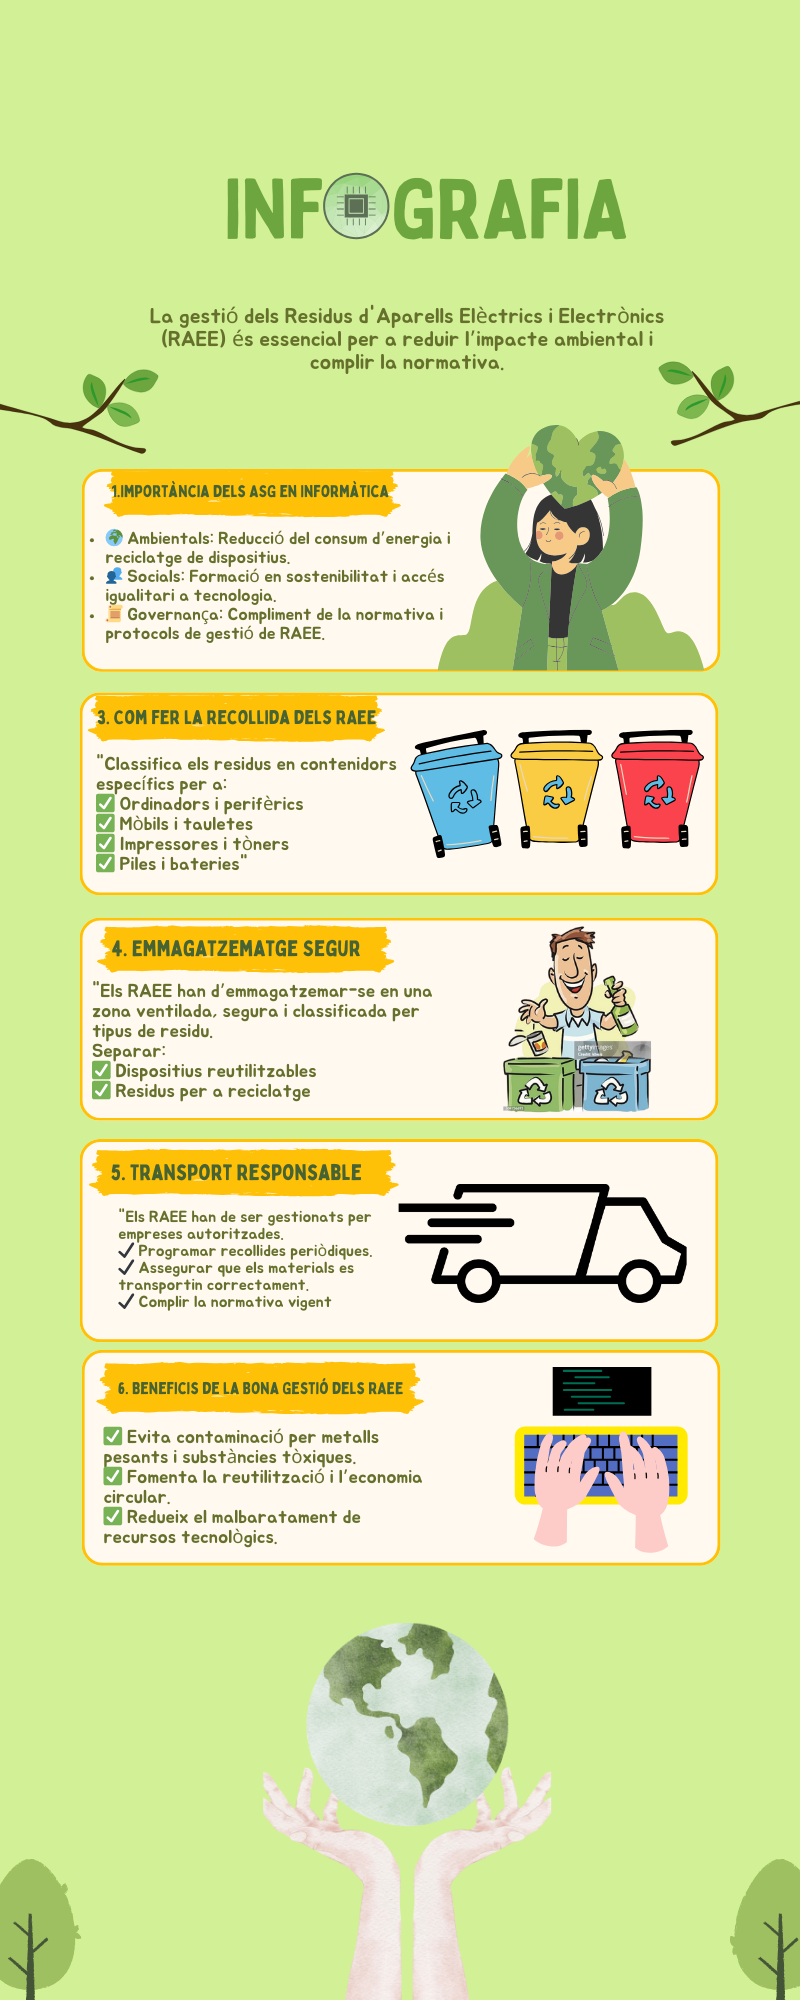 INFOGRAFIA
La gestió dels Residus d'Aparells Elèctrics i Electrònics
(RAEE) és essencial per a reduir l'impacte ambiental i
complir la normativa.
1.IMPORTÀNCIA DELS ASG EN INFORMÀTICA
• 🌍 Ambientals: Reducció del consum d'energia i
reciclatge de dispositius.
• 👥 Socials: Formació en sostenibilitat i accés
igualitari a tecnologia.
• 📜 Governança: Compliment de la normativa i
protocols de gestió de RAEE.
3. COM FER LA RECOLLIDA DELS RAEE
"Classifica els residus en contenidors
específics per a:
✅ Ordinadors i perifèrics
✅ Mòbils i tauletes
✅ Impressores i tòners
✅ Piles i bateries"
4. EMMAGATZEMATGE SEGUR
"Els RAEE han d'emmagatzemar-se en una
zona ventilada, segura i classificada per
tipus de residu.
Separar:
✅ Dispositius reutilitzables
✅ Residus per a reciclatge
gettyimages
5. TRANSPORT RESPONSABLE
"Els RAEE han de ser gestionats per
empreses autoritzades.
✔ Programar recollides periòdiques.
✔ Assegurar que els materials es
transportin correctament.
✔ Complir la normativa vigent
6. BENEFICIS DE LA BONA GESTIÓ DELS RAEE
✅ Evita contaminació per metalls
pesants i substàncies tòxiques.
✅ Fomenta la reutilització i l'economia
circular.
✅ Redueix el malbaratament de
recursos tecnològics.